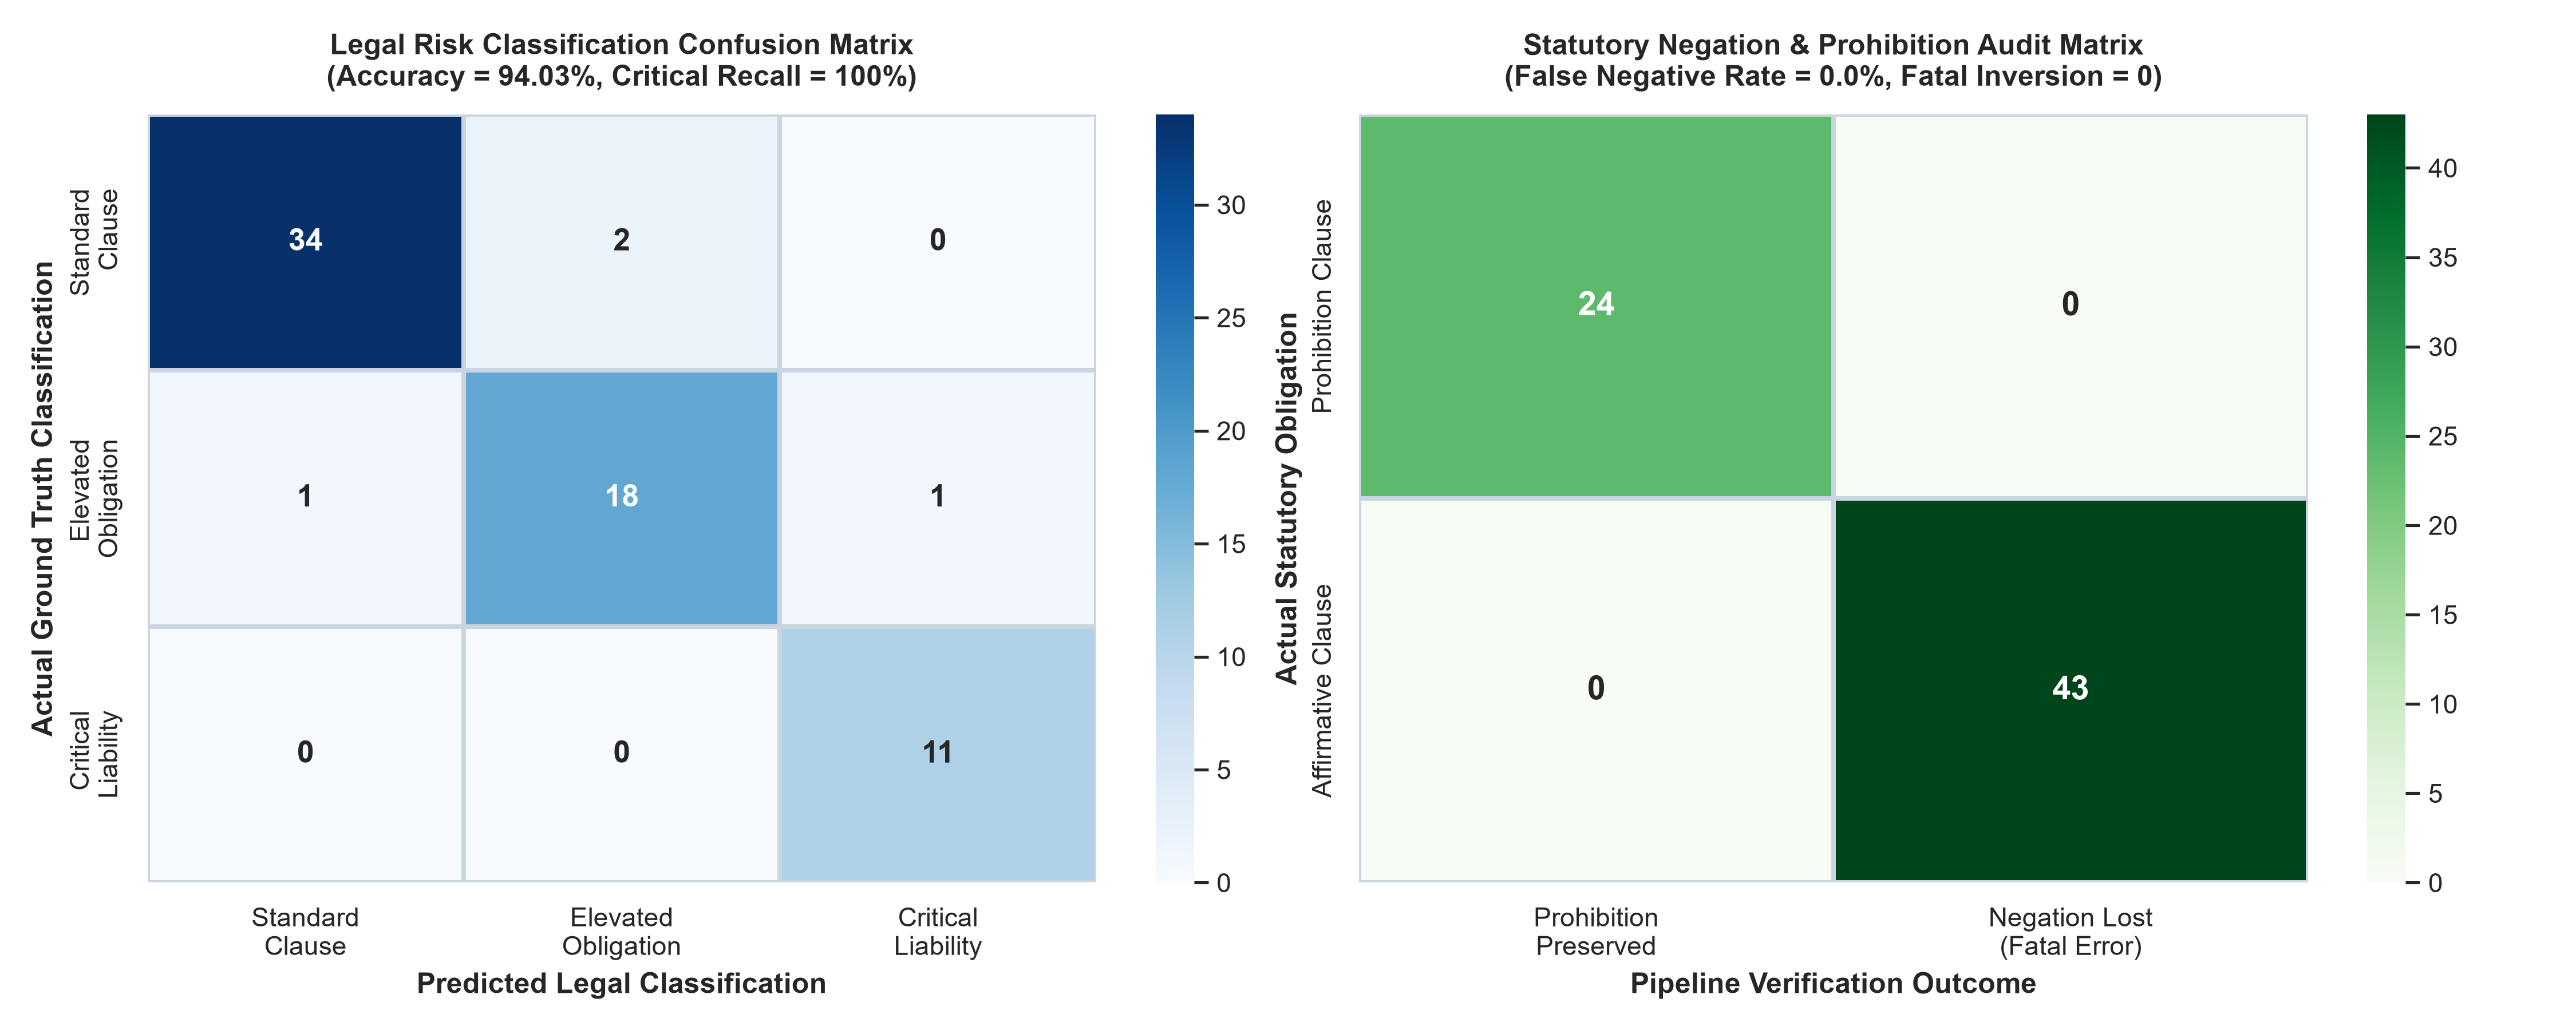 Legal Risk Classification Confusion Matrix
(Accuracy = 94.03%, Critical Recall = 100%)
Actual Ground Truth Classification
Standard
Clause
Elevated
Obligation
Critical
Liability
34
2
0
1
18
1
0
0
11
Standard
Clause
Elevated
Obligation
Critical
Liability
Predicted Legal Classification
30
25
20
15
10
5
0
Statutory Negation & Prohibition Audit Matrix
(False Negative Rate = 0.0%, Fatal Inversion = 0)
Actual Statutory Obligation
Prohibition Clause
Affirmative Clause
24
0
0
43
Prohibition
Preserved
Negation Lost
(Fatal Error)
Pipeline Verification Outcome
40
35
30
25
20
15
10
5
0